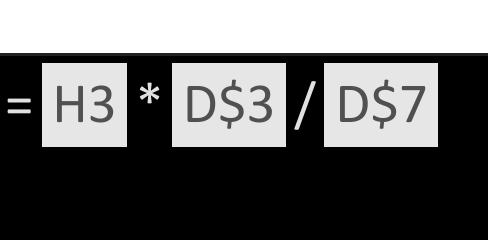 = H3 * D$3 / D$7